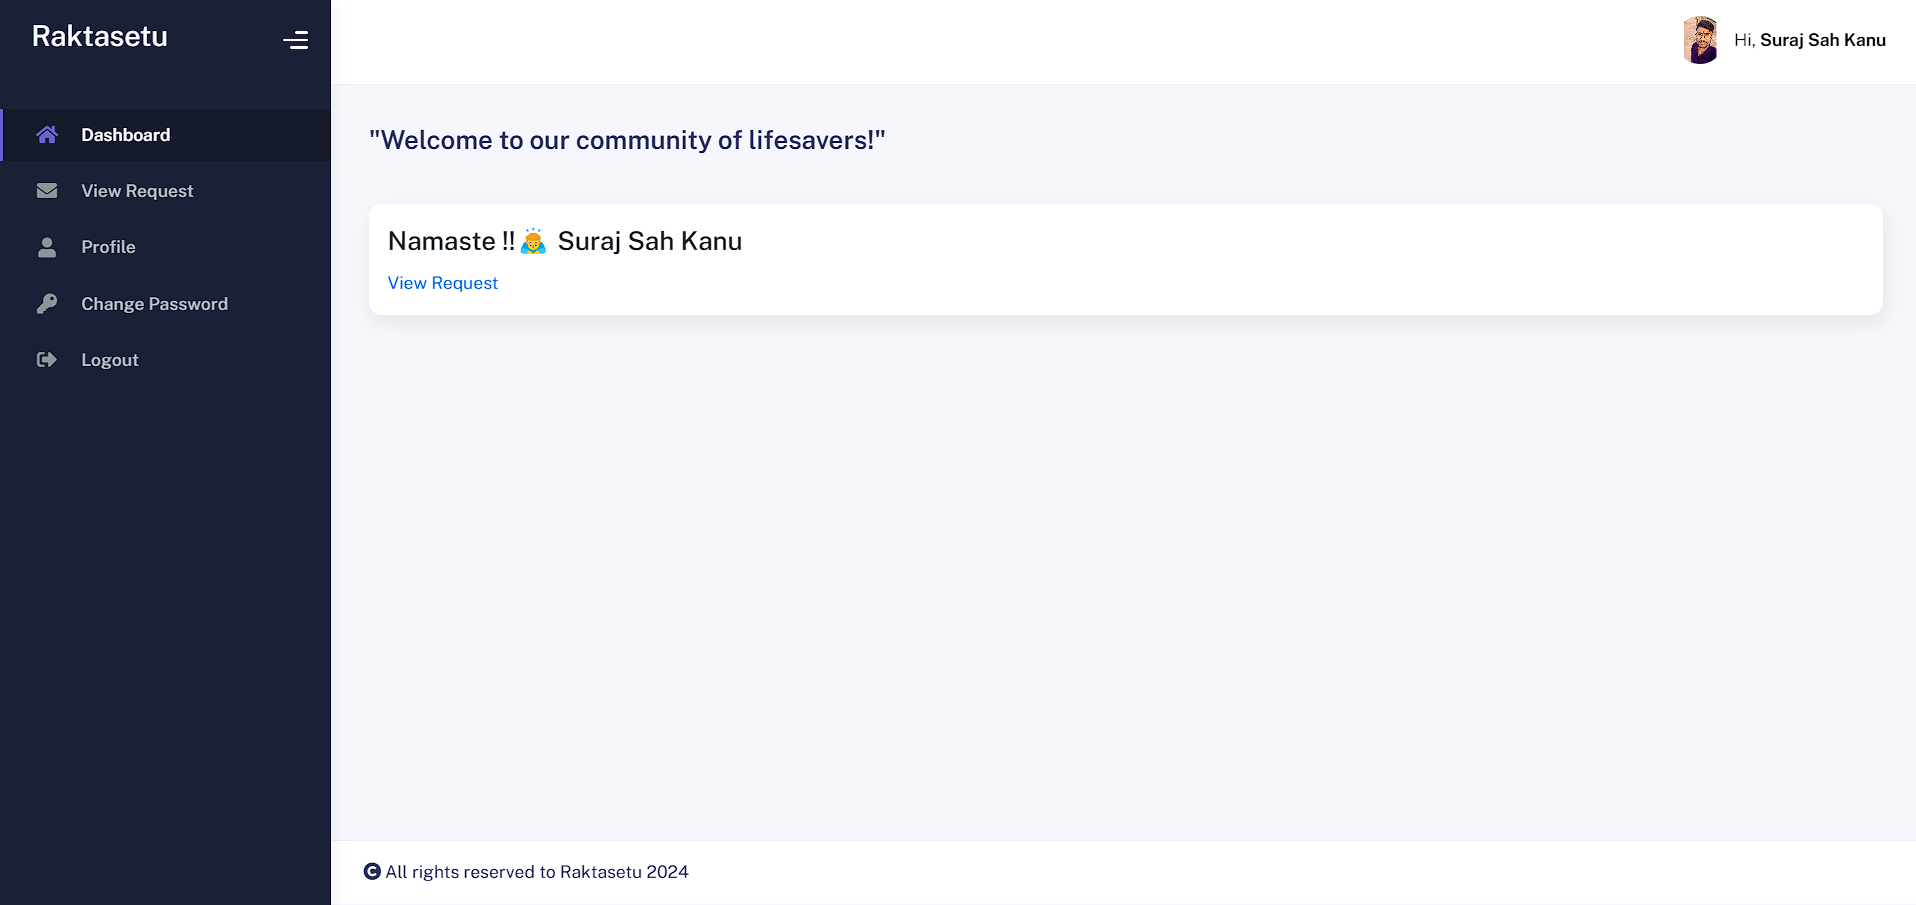 Raktasetu
Hi, Suraj Sah Kanu
Dashboard
View Request
Profile
Change Password
Logout
"Welcome to our community of lifesavers!"
Namaste !!🙇 Suraj Sah Kanu
View Request
© All rights reserved to Raktasetu 2024